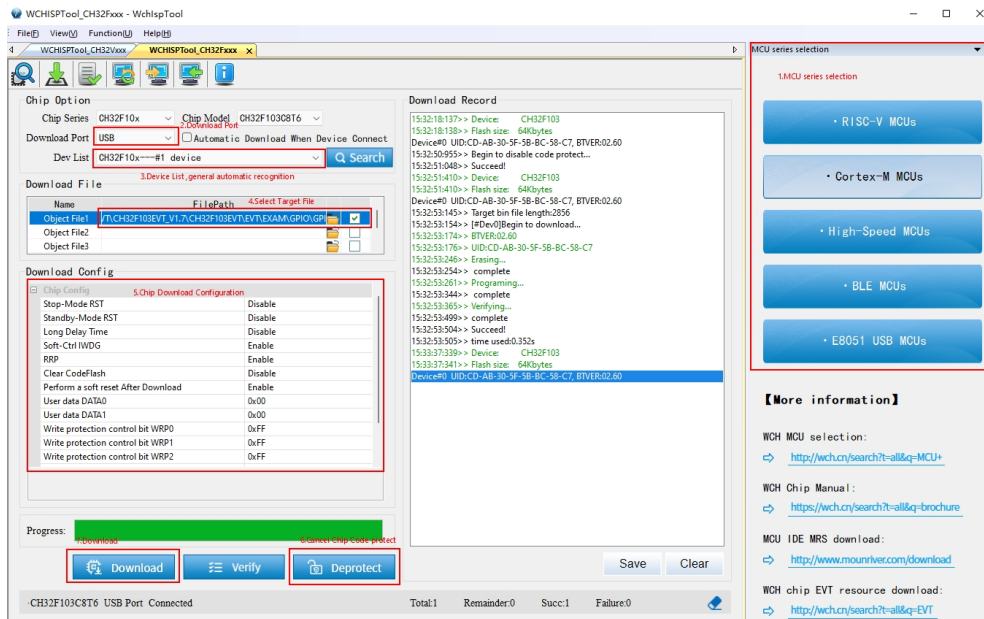 WCHISPTool_CH32Fxxx - WchIspTool
File(F) View(V) Function(U) Help(H)
WCHISPTool_CH32Vxxx WCHISPTool_CH32Fxxx x
MCU series selection
1.MCU series selection
Chip Option
Chip Series CH32F10x Chip Model CH32F103C8T6
2.Download Port
Download Port USB Automatic Download When Device Connect
Dev List CH32F10x---#1 device Search
3.Device List,general automatic recognition
Download File
Name FilePath 4.Select Target File
Object File1 /T\CH32F103EVT_V1.7\CH32F103EVT\EVT\EXAM\GPIO\GPI
Object File2
Object File3
Download Config
Chip Config 5.Chip Download Configuration
Stop-Mode RST Disable
Standby-Mode RST Disable
Long Delay Time Disable
Soft-Ctrl IWDG Enable
RRP Enable
Clear CodeFlash Disable
Perform a soft reset After Download Enable
User data DATA0 0x00
User data DATA1 0x00
Write protection control bit WRP0 0xFF
Write protection control bit WRP1 0xFF
Write protection control bit WRP2 0xFF
Progress:
7.Download 6.Cancel Chip Code protect
Download Verify Deprotect
Download Record
15:32:18:137>> Device: CH32F103
15:32:18:138>> Flash size: 64Kbytes
Device#0 UID:CD-AB-30-5F-5B-BC-58-C7, BTVER:02.60
15:32:50:955>> Begin to disable code protect...
15:32:51:048>> Succeed!
15:32:51:410>> Device: CH32F103
15:32:51:410>> Flash size: 64Kbytes
Device#0 UID:CD-AB-30-5F-5B-BC-58-C7, BTVER:02.60
15:32:53:145>> Target bin file length:2856
15:32:53:154>> [#Dev0]Begin to download...
15:32:53:174>> BTVER:02.60
15:32:53:176>> UID:CD-AB-30-5F-5B-BC-58-C7
15:32:53:246>> Erasing...
15:32:53:254>> complete
15:32:53:261>> Programing...
15:32:53:344>> complete
15:32:53:365>> Verifying...
15:32:53:499>> complete
15:32:53:504>> Succeed!
15:32:53:505>> time used:0.352s
15:33:37:339>> Device: CH32F103
15:33:37:341>> Flash size: 64Kbytes
Device#0 UID:CD-AB-30-5F-5B-BC-58-C7, BTVER:02.60
Save Clear
·CH32F103C8T6 USB Port Connected Total:1 Remainder:0 Succ:1 Failure:0
· RISC-V MCUs
· Cortex-M MCUs
· High-Speed MCUs
· BLE MCUs
· E8051 USB MCUs
【More information】
WCH MCU selection:
http://wch.cn/search?t=all&q=MCU+
WCH Chip Manual:
https://wch.cn/search?t=all&q=brochure
MCU IDE MRS download:
http://www.mounriver.com/download
WCH chip EVT resource download:
http://wch.cn/search?t=all&q=EVT